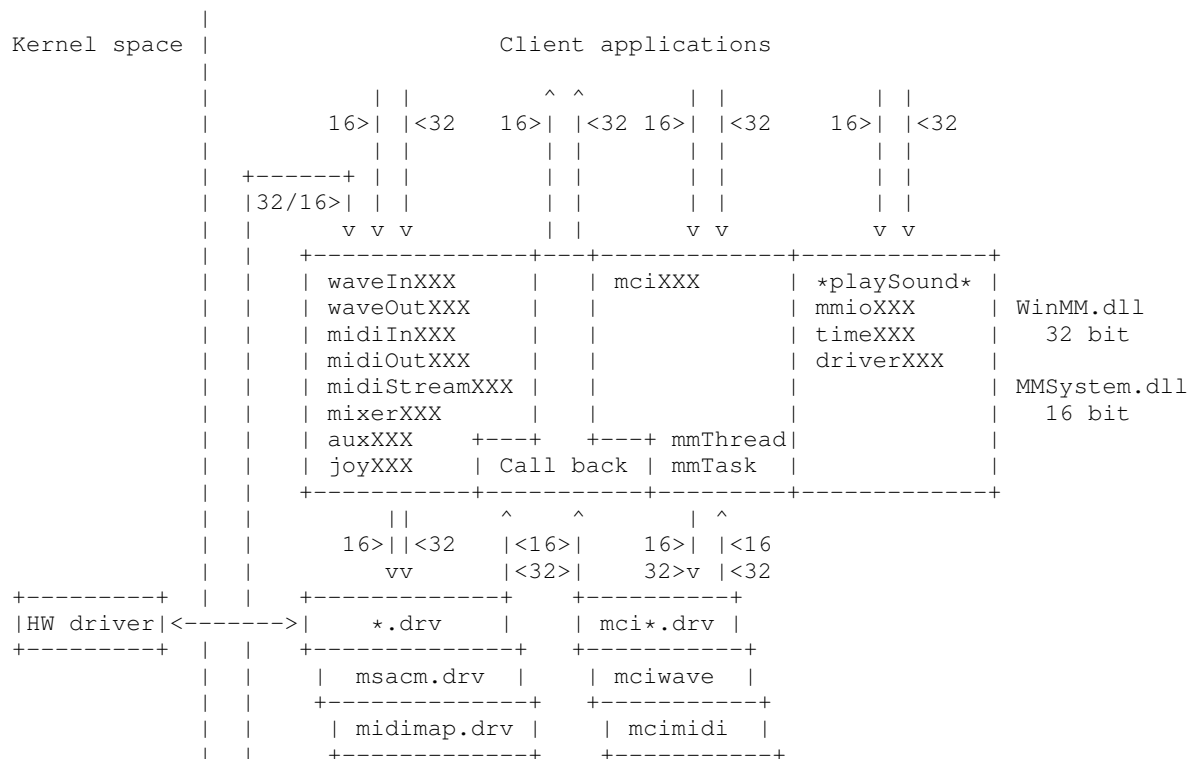 Kernel space Client applications
16> <32 16> <32 16> <32 16> <32
32/16>
waveInXXX mciXXX *playSound*
waveOutXXX mmioXXX WinMM.dll
midiInXXX timeXXX 32 bit
midiOutXXX driverXXX
midiStreamXXX MMSystem.dll
mixerXXX 16 bit
auxXXX mmThread
joyXXX Call back mmTask
16> <32 <16> 16> <16
<32> 32> <32
HW driver *.drv mci*.drv
msacm.drv mciwave
midimap.drv mcimidi